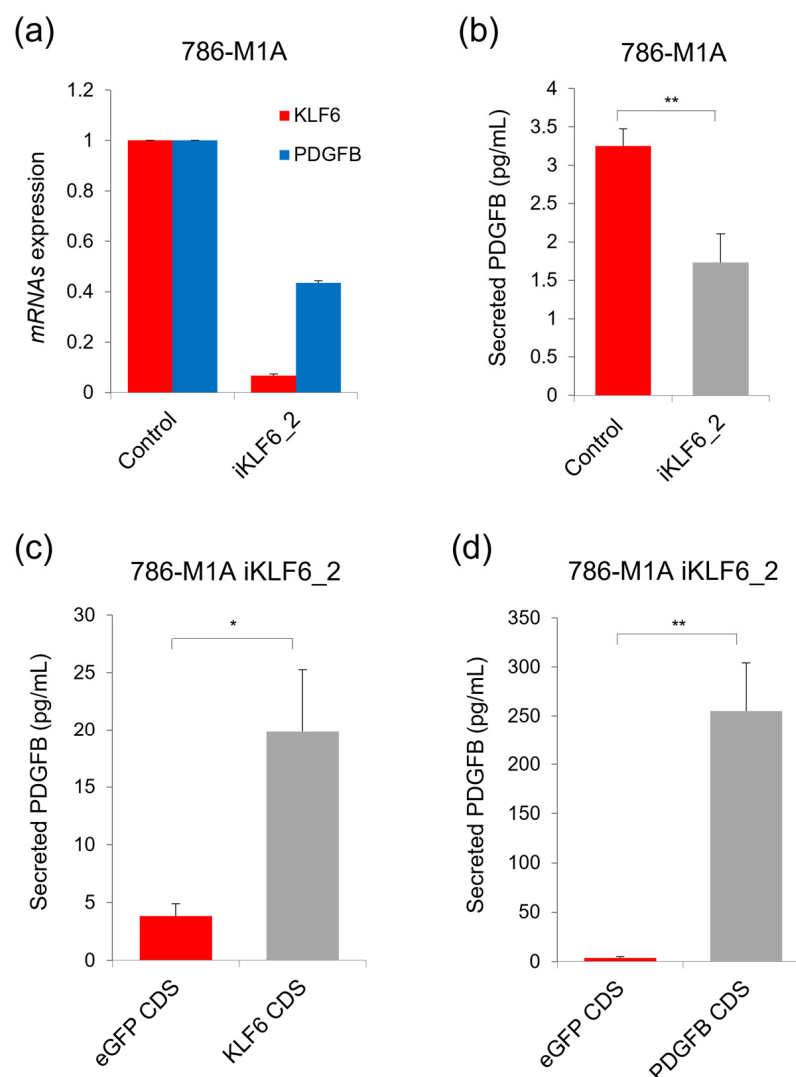 (a)
786-M1A
1.2
1
0.8
0.6
0.4
0.2
0
mRNAs expression
KLF6
PDGFB
Control
iKLF6_2
(b)
786-M1A
4
3.5
3
2.5
2
1.5
1
0.5
0
Secreted PDGFB (pg/mL)
**
Control
iKLF6_2
(c)
786-M1A iKLF6_2
30
25
20
15
10
5
0
Secreted PDGFB (pg/mL)
*
eGFP CDS
KLF6 CDS
(d)
786-M1A iKLF6_2
350
300
250
200
150
100
50
0
Secreted PDGFB (pg/mL)
**
eGFP CDS
PDGFB CDS